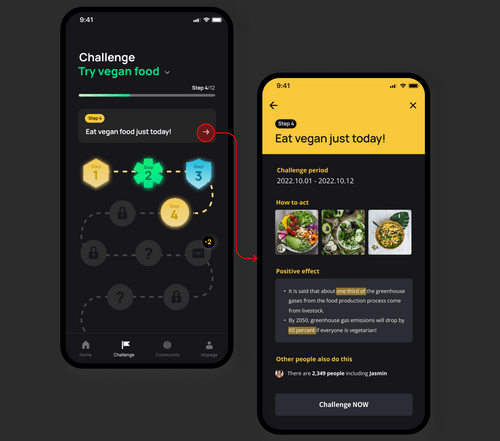 9:41
Challenge
Try vegan food
Step 4/12
Step 4
Eat vegan food just today!
Step
1
Step
2
Step
3
Step
4
×2
?
?
Home
Challenge
Community
Mypage
9:41
Step 4
Eat vegan just today!
Challenge period
2022.10.01 - 2022.10.12
How to act
Positive effect
• It is said that about one third of the greenhouse
gases from the food production process come
from livestock.
• By 2050, greenhouse gas emissions will drop by
60 percent if everyone is vegetarian!
Other people also do this
There are 2,349 people including Jasmin
Challenge NOW